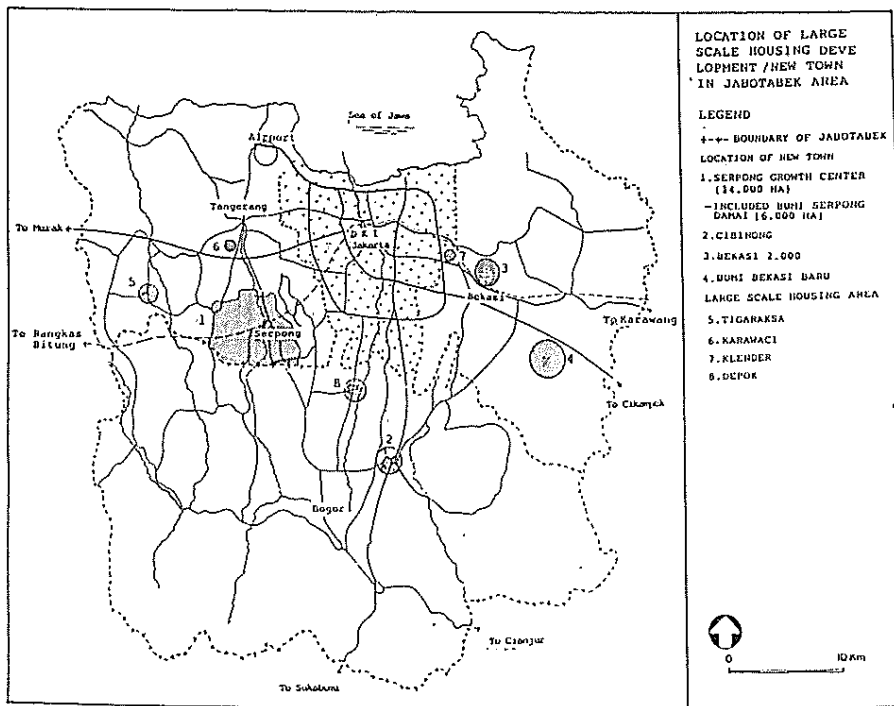 LOCATION OF LARGE
SCALE HOUSING DEVE
LOPMENT/NEW TOWN
IN JABOTABEK AREA
LEGEND
BOUNDARY OF JABOTABEK
LOCATION OF NEW TOWN
1.SERPONG GROWTH CENTER
(14.000 HA)
-INCLUDED BUMI SERPONG
DAMAI (6.000 HA)
2.CIBINONG
3.BEKASI 2.000
4.BUMI BEKASI BARU
LARGE SCALE HOUSING AREA
5.TIGARAKSA
6.KARAWACI
7.KLENDER
8.DEPOK
0 10 Km
Sea of Jawa
Airport
Tangerang
To Merak
DKI
Jakarta
6
7
3
5
Bekasi
1
Serpong
To Karawang
To Rangkas
Bitung
4
8
To Cikampek
2
Bogor
To Cianjur
To Sukabumi